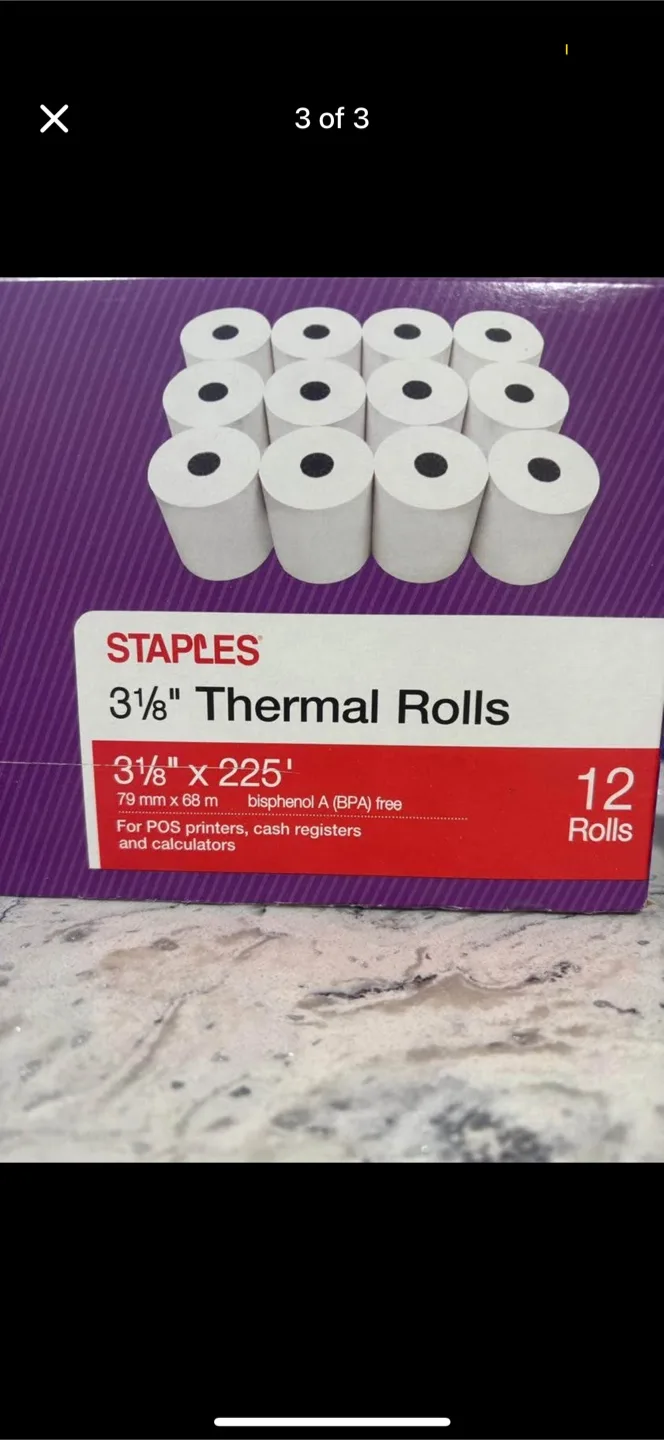 3 of 3
STAPLES
3⅛" Thermal Rolls
3⅛" x 225'
79 mm x 68 m bisphenol A (BPA) free
12
Rolls
For POS printers, cash registers
and calculators